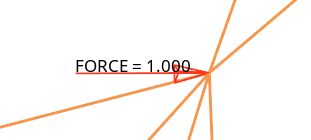 FORCE = 1.000